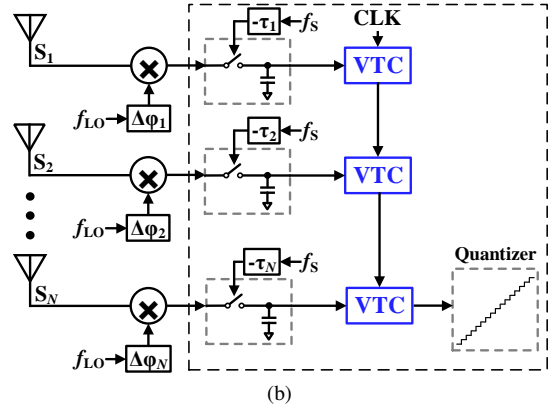 -τ1 fS CLK
S1 VTC
fLO Δφ1
-τ2 fS
S2 VTC
fLO Δφ2
-τN fS Quantizer
SN VTC
fLO ΔφN
(b)